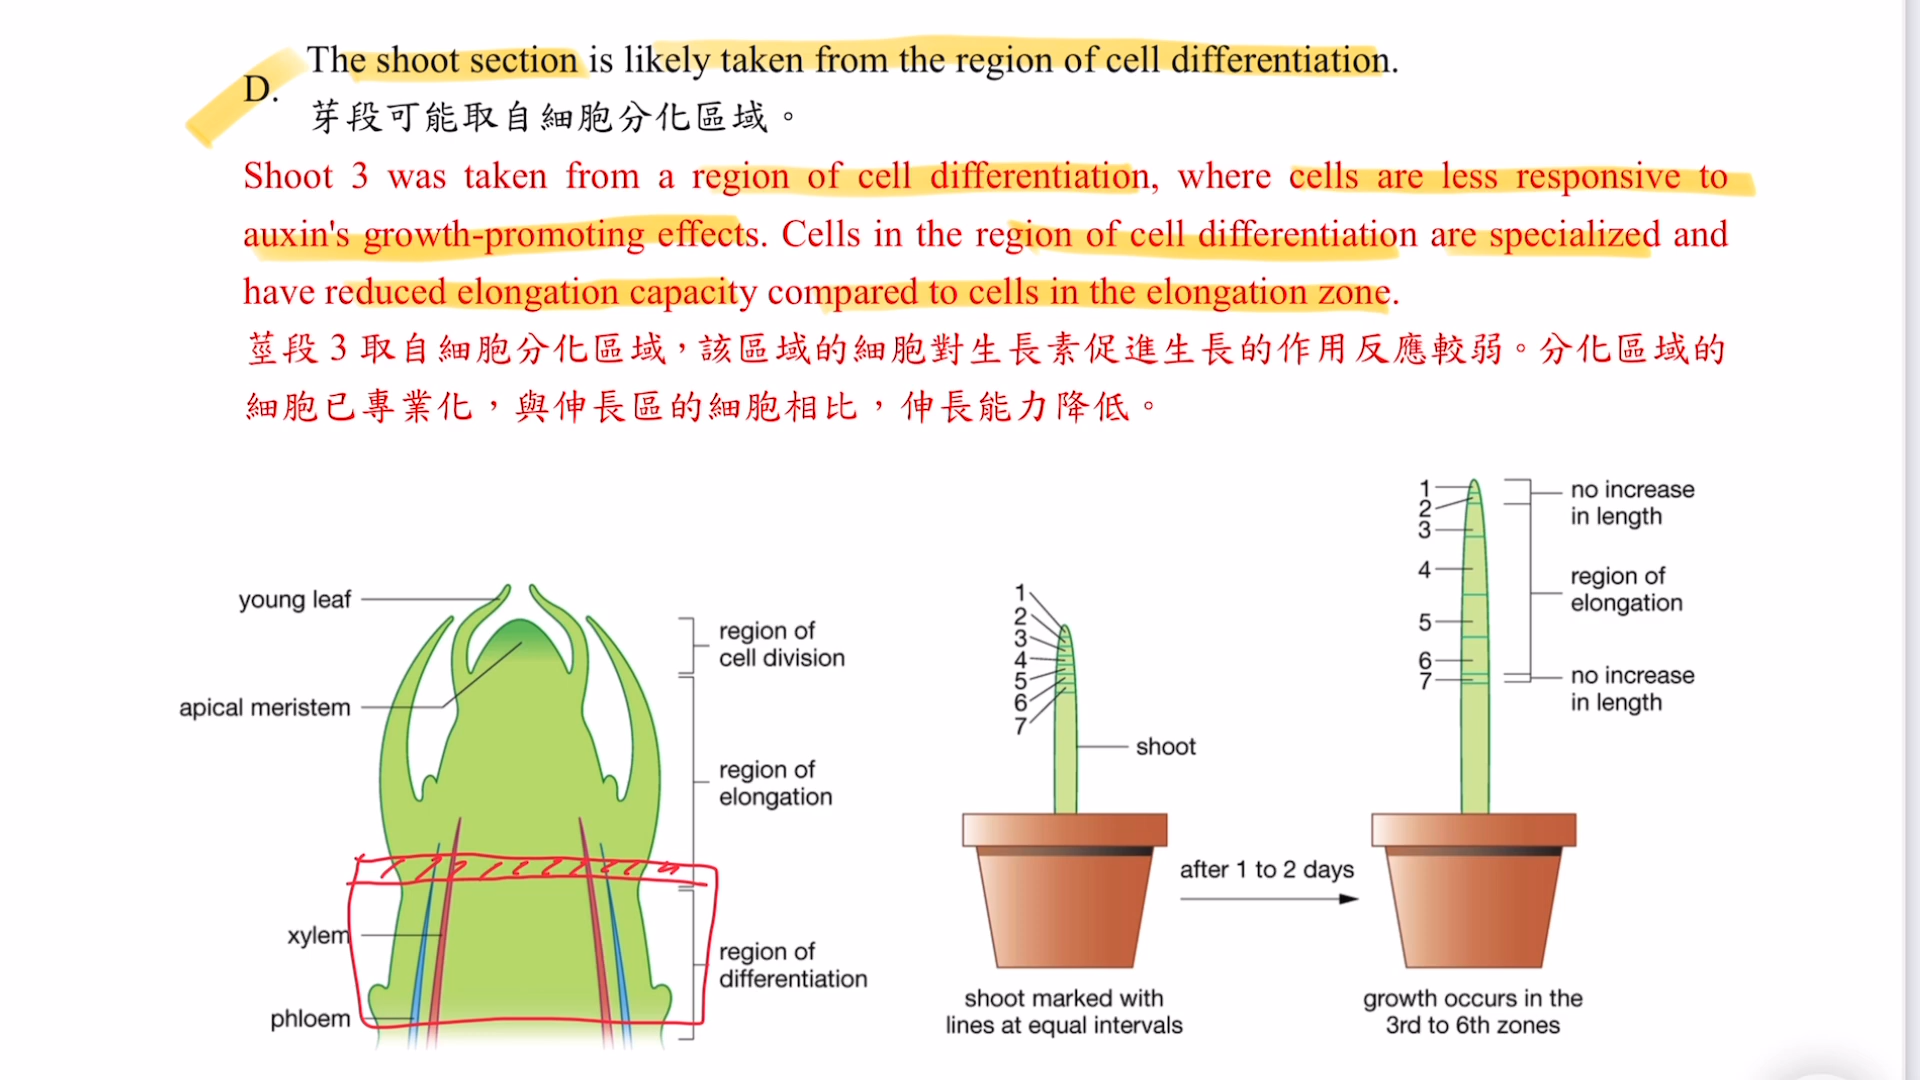 D.
The shoot section is likely taken from the region of cell differentiation.
芽段可能取自細胞分化區域。
Shoot 3 was taken from a region of cell differentiation, where cells are less responsive to
auxin's growth-promoting effects. Cells in the region of cell differentiation are specialized and
have reduced elongation capacity compared to cells in the elongation zone.
莖段 3 取自細胞分化區域，該區域的細胞對生長素促進生長的作用反應較弱。分化區域的
細胞已專業化，與伸長區的細胞相比，伸長能力降低。
young leaf
apical meristem
xylem
phloem
region of
cell division
region of
elongation
region of
differentiation
1
2
3
4
5
6
7
shoot
shoot marked with
lines at equal intervals
after 1 to 2 days
1
2
3
4
5
6
7
no increase
in length
region of
elongation
no increase
in length
growth occurs in the
3rd to 6th zones